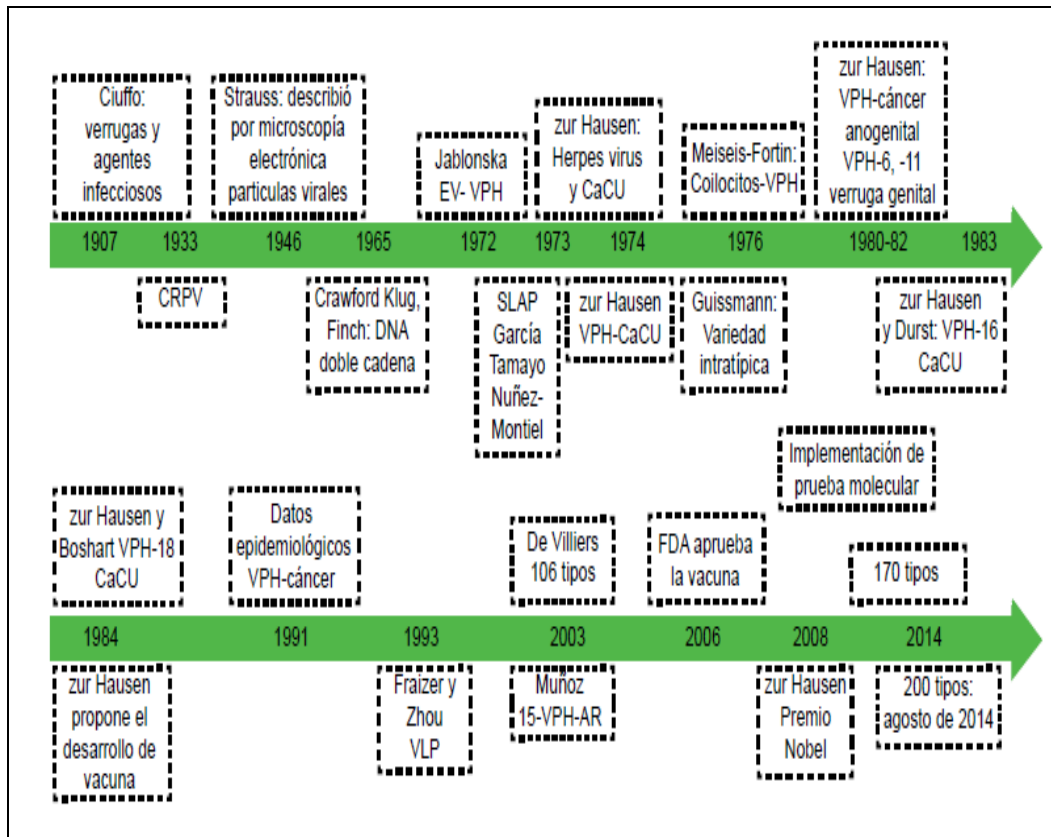 Ciuffo:
verrugas y
agentes
infecciosos
Strauss: describió
por microscopía
electrónica
particulas virales
Jablonska
EV- VPH
zur Hausen:
Herpes virus
y CaCU
Meiseis-Fortin:
Coilocitos-VPH
zur Hausen:
VPH-cáncer
anogenital
VPH-6, -11
verruga genital
1907 1933 1946 1965 1972 1973 1974 1976 1980-82 1983
CRPV
Crawford Klug,
Finch: DNA
doble cadena
SLAP
García
Tamayo
Nuñez-
Montiel
zur Hausen
VPH-CaCU
Guissmann:
Variedad
intratípica
zur Hausen
y Durst: VPH-16
CaCU
zur Hausen y
Boshart VPH-18
CaCU
Datos
epidemiológicos
VPH-cáncer
De Villiers
106 tipos
FDA aprueba
la vacuna
Implementación de
prueba molecular
170 tipos
1984 1991 1993 2003 2006 2008 2014
zur Hausen
propone el
desarrollo de
vacuna
Fraizer y
Zhou
VLP
Muñoz
15-VPH-AR
zur Hausen
Premio
Nobel
200 tipos:
agosto de 2014